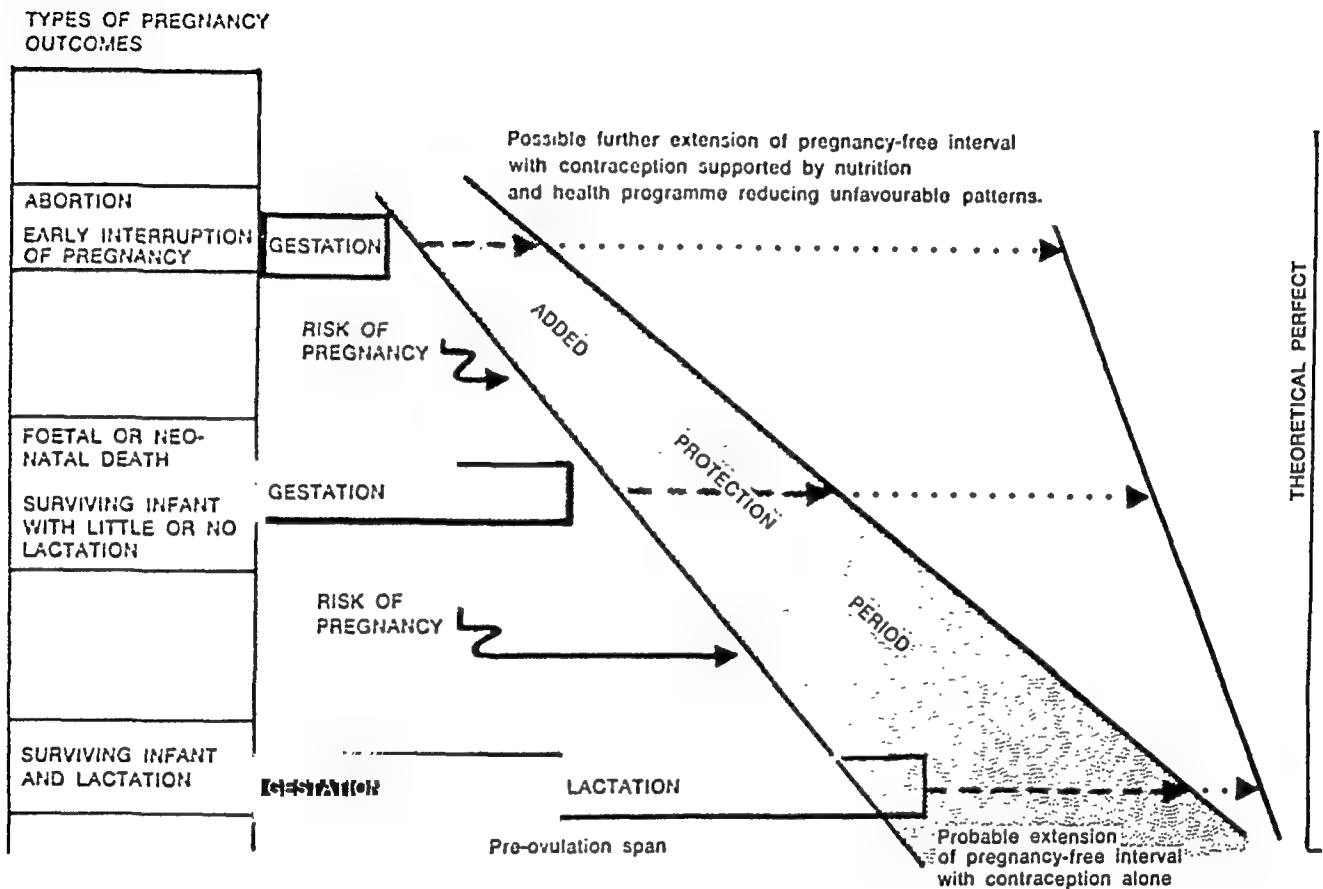 TYPES OF PREGNANCY
OUTCOMES
Possible further extension of pregnancy-free interval
with contraception supported by nutrition
and health programme reducing unfavourable patterns.
ABORTION
EARLY INTERRUPTION
OF PREGNANCY
GESTATION
ADDED
RISK OF
PREGNANCY
THEORETICAL PERFECT
FOETAL OR NEO-
NATAL DEATH
SURVIVING INFANT
WITH LITTLE OR NO
LACTATION
GESTATION
PROTECTION
RISK OF
PREGNANCY
PERIOD
SURVIVING INFANT
AND LACTATION
GESTATION
LACTATION
Pre-ovulation span
Probable extension
of pregnancy-free interval
with contraception alone